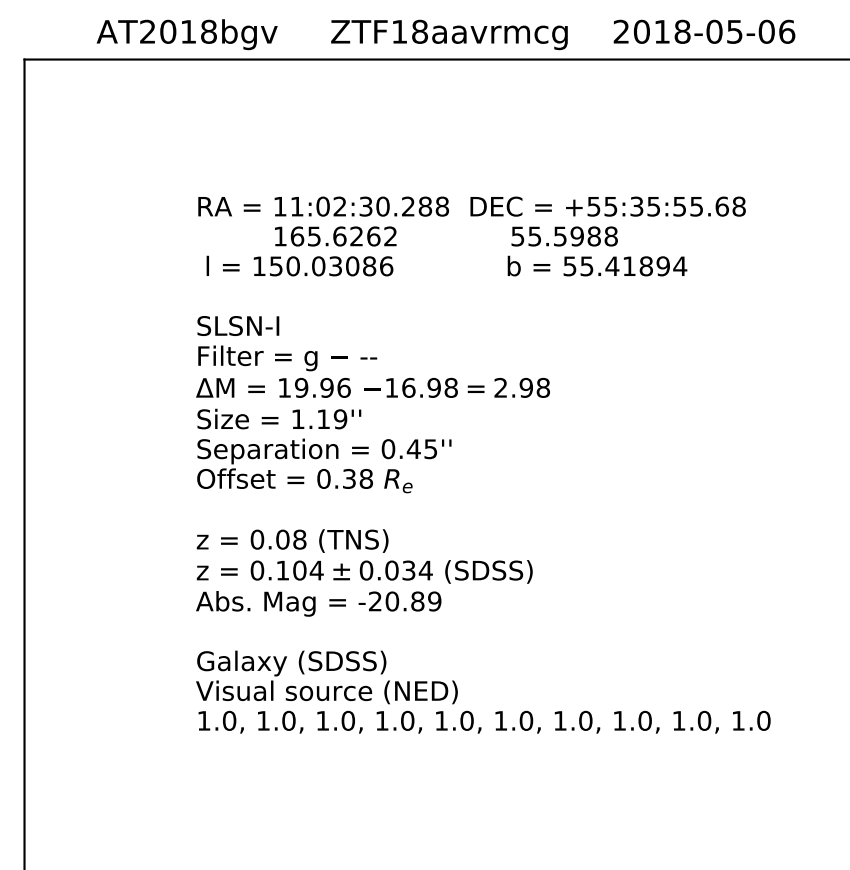 AT2018bgv ZTF18aavrmcg 2018-05-06
RA = 11:02:30.288 DEC = +55:35:55.68
165.6262 55.5988
l = 150.03086 b = 55.41894
SLSN-I
Filter = g − --
ΔM = 19.96 −16.98 = 2.98
Size = 1.19''
Separation = 0.45''
Offset = 0.38 Rₑ
z = 0.08 (TNS)
z = 0.104 ± 0.034 (SDSS)
Abs. Mag = -20.89
Galaxy (SDSS)
Visual source (NED)
1.0, 1.0, 1.0, 1.0, 1.0, 1.0, 1.0, 1.0, 1.0, 1.0